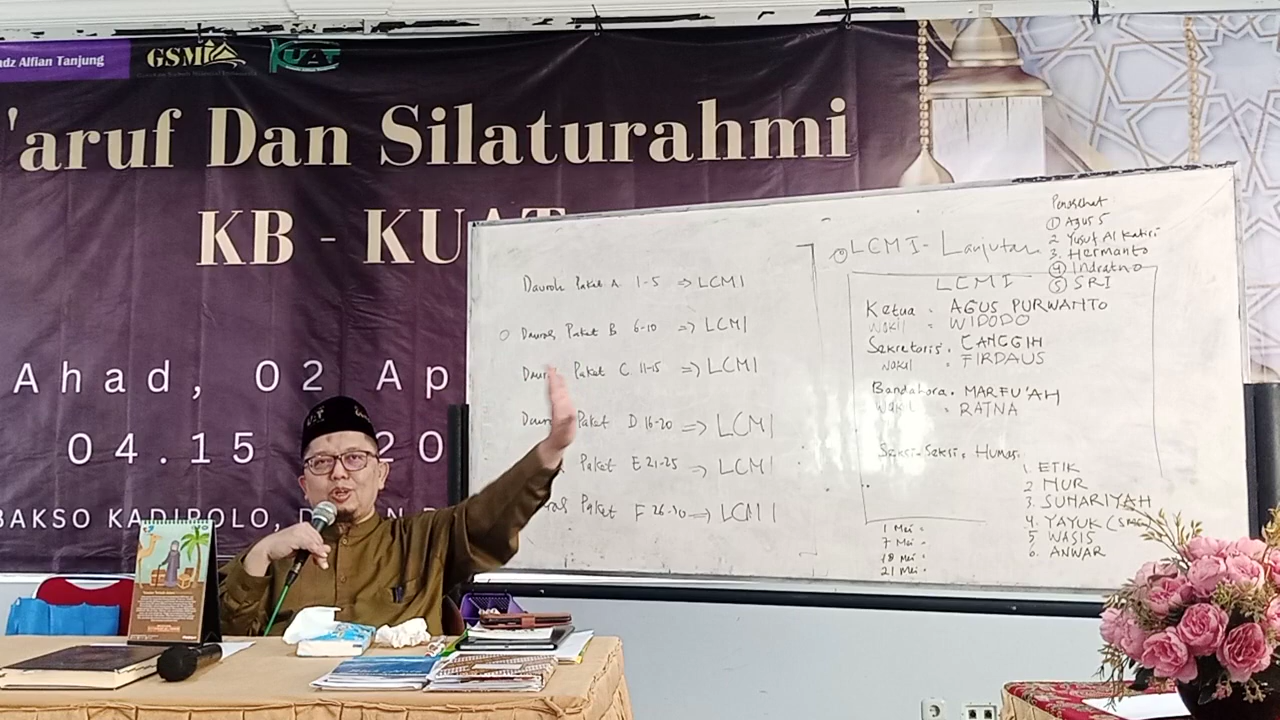 dz Alfian Tanjung
GSMI
KUAT
'aruf Dan Silaturahmi
KB - KUAT
Ahad, 02 Ap
04.15 20
BAKSO KADIPOLO,
Dauroh Paket A 1-5 => LCMI
Dauroh Paket B 6-10 => LCMI
Paket C 11-15 => LCMI
Paket D 16-20 => LCMI
Paket E 21-25 => LCMI
Paket F 26-30 => LCMI
LCMI - Lanjutan
Penasehat
1 Agus S
2 Yusuf Al Katiri
3. Hermanto
4 Indratno
5 SRI
LCMI
Ketua = AGUS PURWANTO
Wakil = WIDODO
Sekretaris = CANGGIH
Wakil = FIRDAUS
Bendahara = MARFU'AH
Wakil = RATNA
Seksi-Seksi = Humas
1. ETIK
2 NUR
3. SUHARIYAH
4. YAYUK (SMG)
5 WASIS
6. ANWAR
1 Mei =
7 Mei =
18 Mei =
21 Mei =